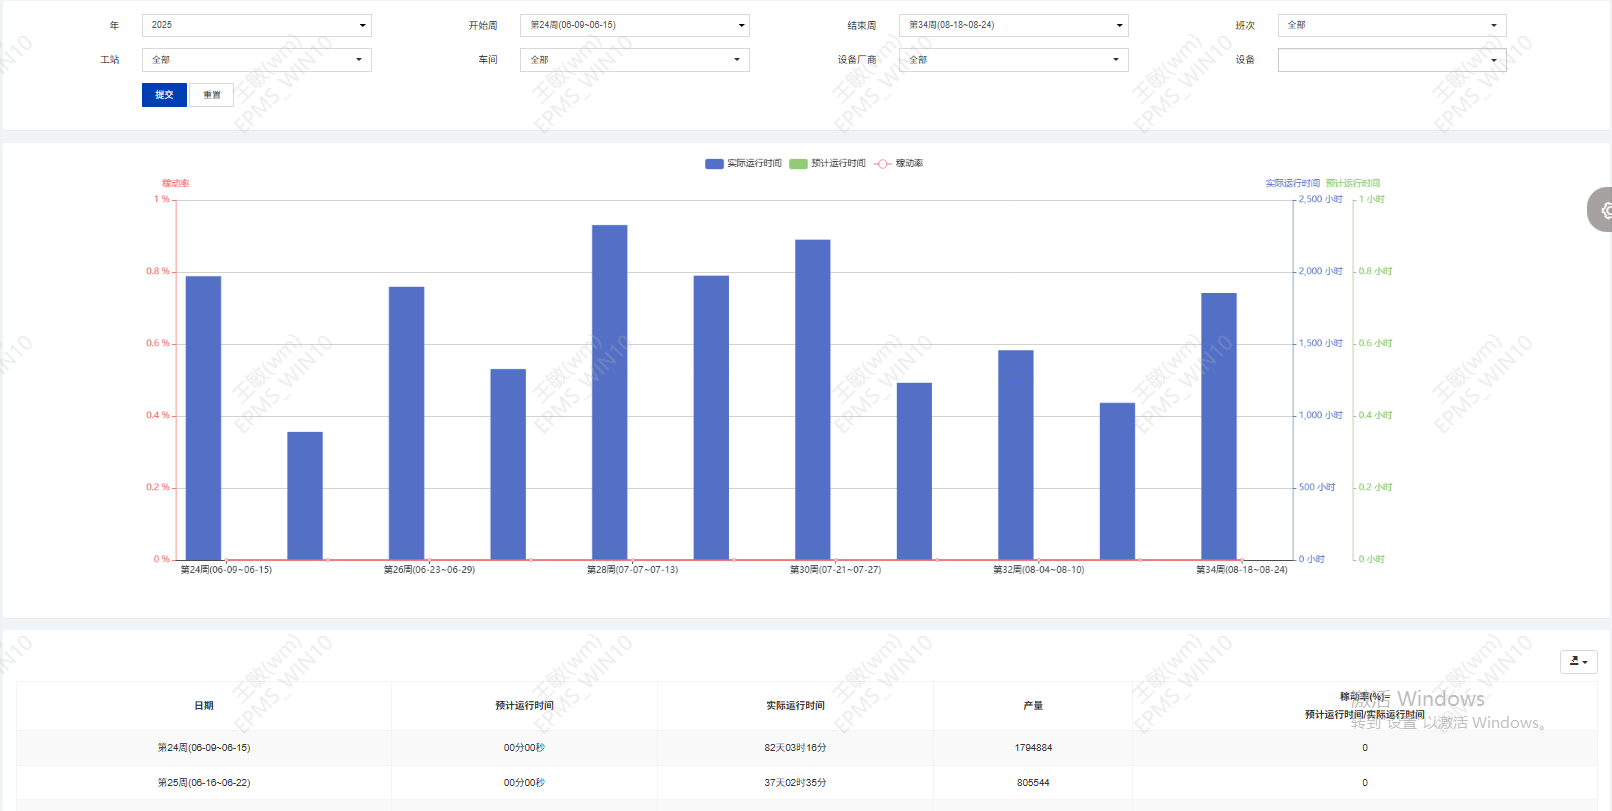 年 2025 开始周 第24周(06-09~06-15) 结束周 第34周(08-18~08-24) 班次 全部
工站 全部 车间 全部 设备厂商 全部 设备
提交 重置
实际运行时间 预计运行时间 稼动率
稼动率 实际运行时间 预计运行时间
1 % 2,500 小时 1 小时
0.8 % 2,000 小时 0.8 小时
0.6 % 1,500 小时 0.6 小时
0.4 % 1,000 小时 0.4 小时
0.2 % 500 小时 0.2 小时
0 % 0 小时 0 小时
第24周(06-09~06-15) 第26周(06-23~06-29) 第28周(07-07~07-13) 第30周(07-21~07-27) 第32周(08-04~08-10) 第34周(08-18~08-24)
日期 预计运行时间 实际运行时间 产量 稼动率(%)=
预计运行时间/实际运行时间
第24周(06-09~06-15) 00分00秒 82天03时16分 1794884 0
第25周(06-16~06-22) 00分00秒 37天02时35分 805544 0
激活 Windows
转到"设置"以激活 Windows。
王敏(wm)
EPMS_WIN10